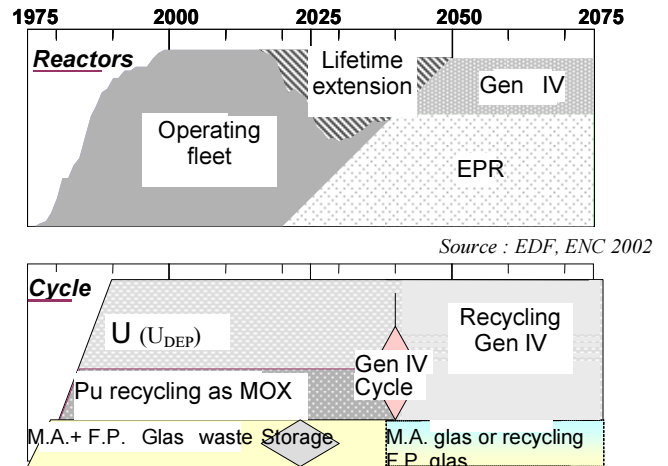 1975 2000 2025 2050 2075
Reactors
Lifetime
extension
Gen IV
Operating
fleet
EPR
Source : EDF, ENC 2002
Cycle
Recycling
Gen IV
U (UDEP)
Gen IV
Cycle
Pu recycling as MOX
M.A.+ F.P. Glas waste Storage
M.A. glas or recycling
F.P. glas